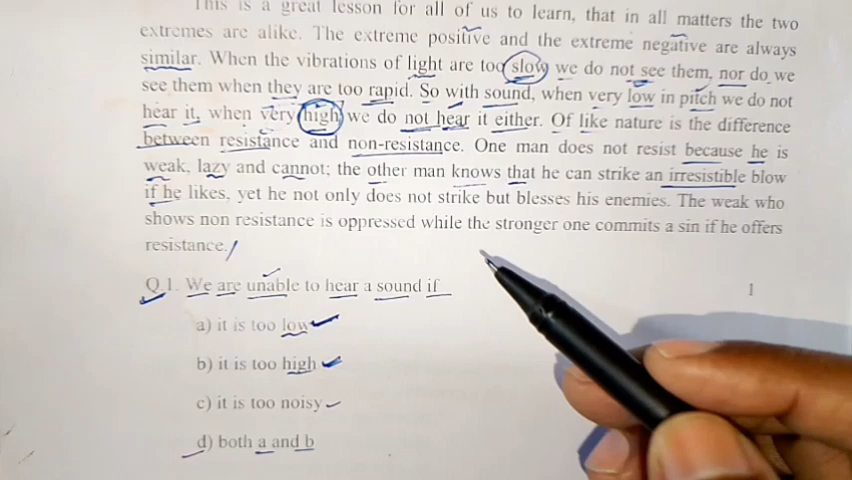 This is a great lesson for all of us to learn, that in all matters the two
extremes are alike. The extreme positive and the extreme negative are always
similar. When the vibrations of light are too slow we do not see them, nor do we
see them when they are too rapid. So with sound, when very low in pitch we do not
hear it, when very high we do not hear it either. Of like nature is the difference
between resistance and non-resistance. One man does not resist because he is
weak, lazy and cannot; the other man knows that he can strike an irresistible blow
if he likes, yet he not only does not strike but blesses his enemies. The weak who
shows non resistance is oppressed while the stronger one commits a sin if he offers
resistance.
Q.1. We are unable to hear a sound if 1
a) it is too low
b) it is too high
c) it is too noisy
d) both a and b